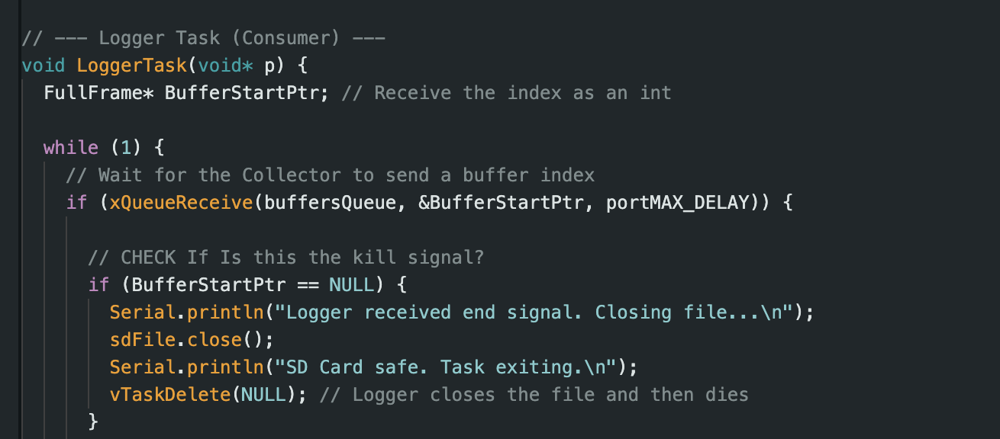 // --- Logger Task (Consumer) ---
void LoggerTask(void* p) {
  FullFrame* BufferStartPtr; // Receive the index as an int

  while (1) {
    // Wait for the Collector to send a buffer index
    if (xQueueReceive(buffersQueue, &BufferStartPtr, portMAX_DELAY)) {

      // CHECK If Is this the kill signal?
      if (BufferStartPtr == NULL) {
        Serial.println("Logger received end signal. Closing file...\n");
        sdFile.close();
        Serial.println("SD Card safe. Task exiting.\n");
        vTaskDelete(NULL); // Logger closes the file and then dies
      }